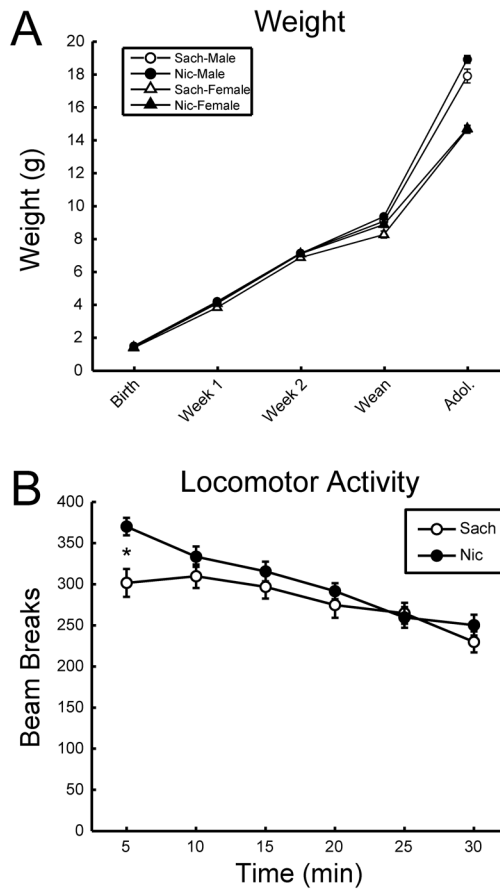 A
Weight
Sach-Male
Nic-Male
Sach-Female
Nic-Female
20
18
16
14
12
10
8
6
4
2
0
Weight (g)
Birth
Week 1
Week 2
Wean
Adol.
B
Locomotor Activity
Sach
Nic
400
350
300
250
200
150
100
50
0
*
Beam Breaks
5 10 15 20 25 30
Time (min)